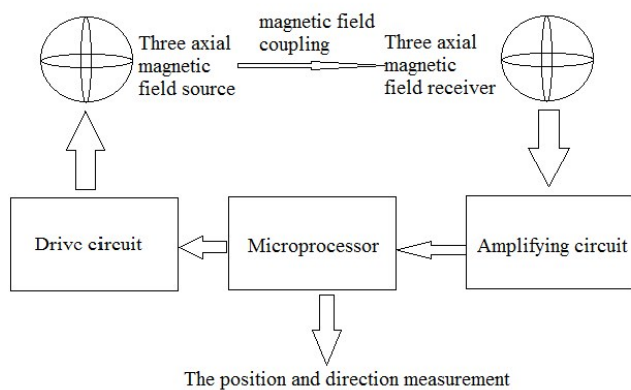 magnetic field
coupling
Three axial
magnetic
field source
Three axial
magnetic
field receiver
Drive circuit
Microprocessor
Amplifying circuit
The position and direction measurement